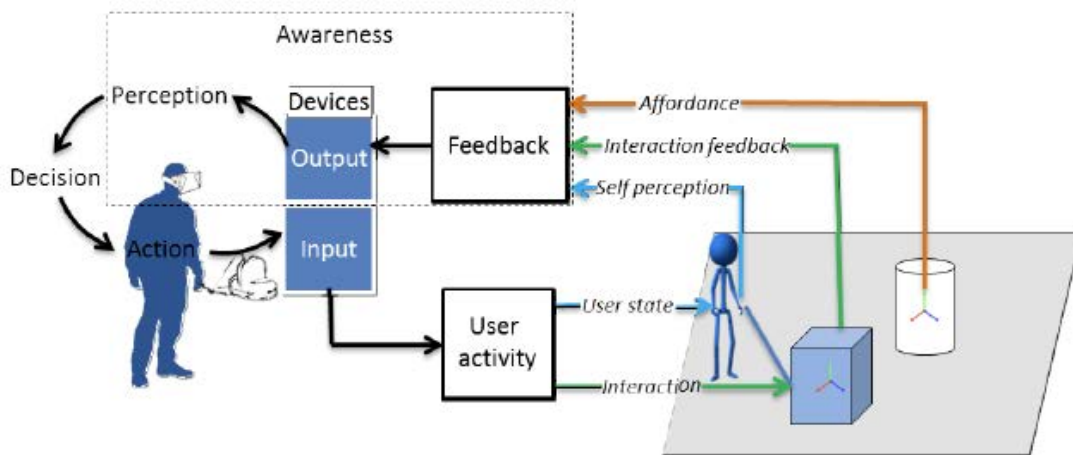 Awareness
Perception
Devices
Affordance
Output
Feedback
Interaction feedback
Decision
Self perception
Action
Input
User activity
User state
Interaction